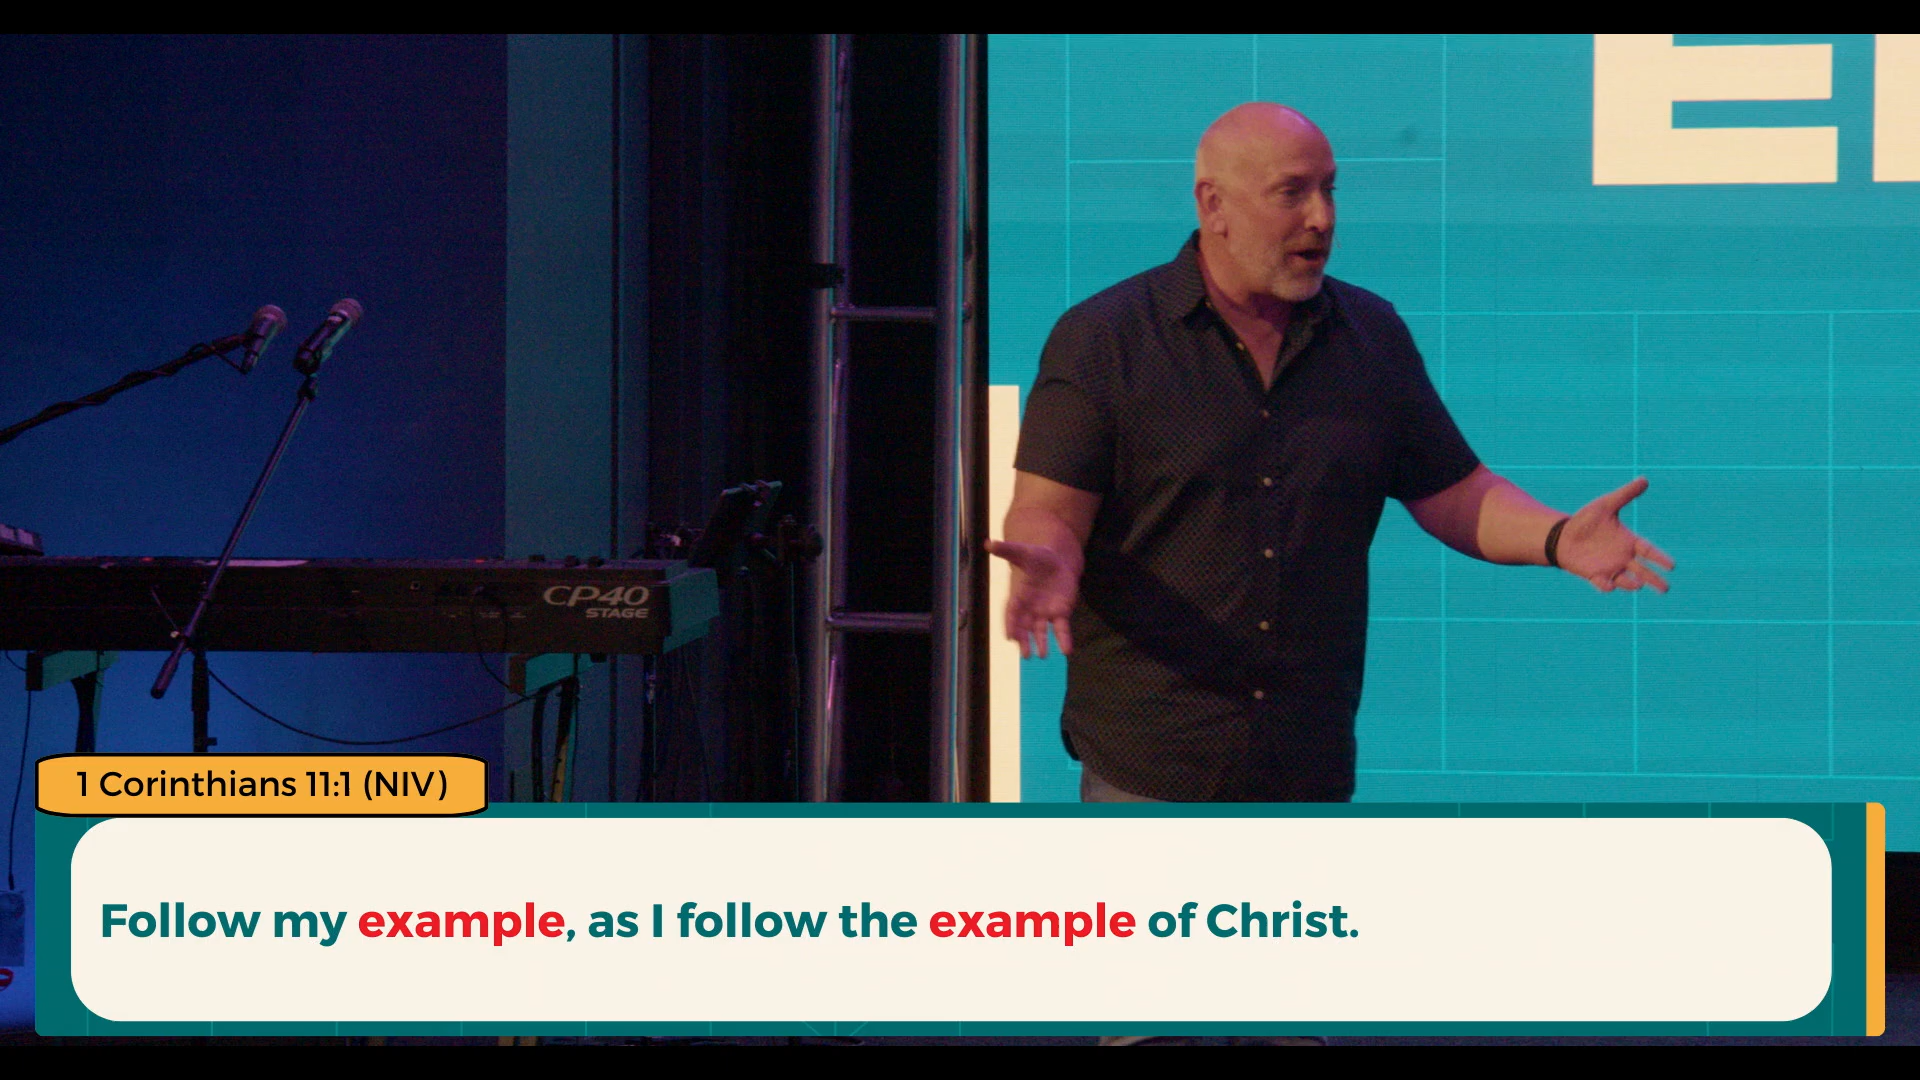 CP40
STAGE
1 Corinthians 11:1 (NIV)
Follow my example, as I follow the example of Christ.